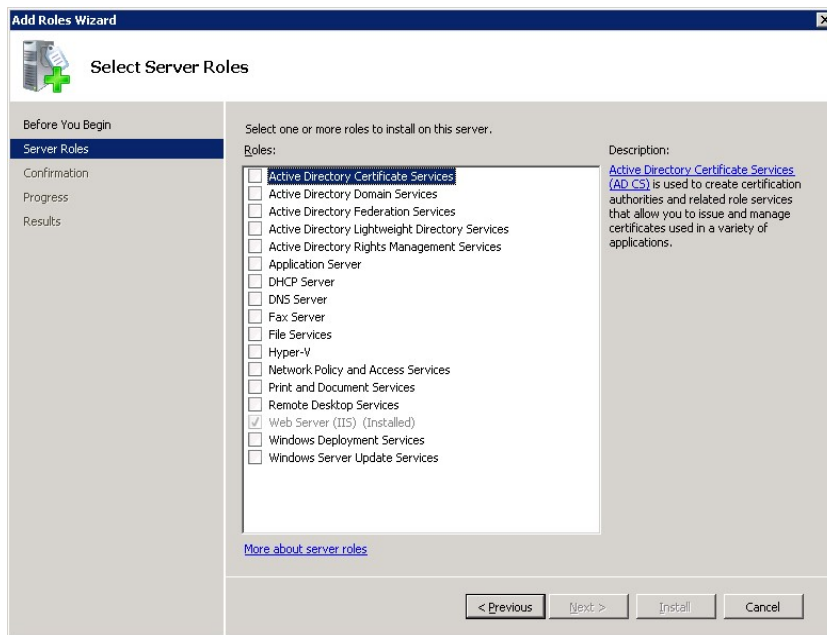 Add Roles Wizard
Select Server Roles
Before You Begin
Server Roles
Confirmation
Progress
Results
Select one or more roles to install on this server.
Roles:
Active Directory Certificate Services
Active Directory Domain Services
Active Directory Federation Services
Active Directory Lightweight Directory Services
Active Directory Rights Management Services
Application Server
DHCP Server
DNS Server
Fax Server
File Services
Hyper-V
Network Policy and Access Services
Print and Document Services
Remote Desktop Services
Web Server (IIS) (Installed)
Windows Deployment Services
Windows Server Update Services
More about server roles
Description:
Active Directory Certificate Services
(AD CS) is used to create certification
authorities and related role services
that allow you to issue and manage
certificates used in a variety of
applications.
< Previous
Next >
Install
Cancel